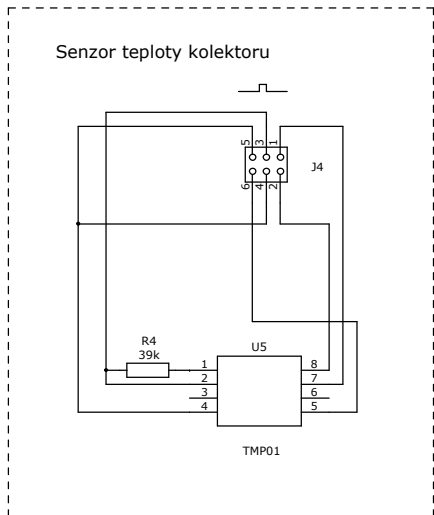 Senzor teploty kolektoru
5 3 1
J4
6 4 2
R4
39k
U5
1 8
2 7
3 6
4 5
TMP01